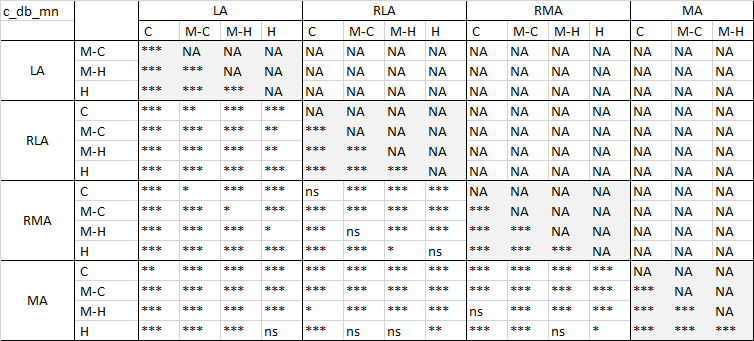 c_db_mn LA RLA RMA MA
C M-C M-H H C M-C M-H H C M-C M-H H C M-C M-H
LA M-C *** NA NA NA NA NA NA NA NA NA NA NA NA NA NA
M-H *** *** NA NA NA NA NA NA NA NA NA NA NA NA NA
H *** *** *** NA NA NA NA NA NA NA NA NA NA NA NA
RLA C *** ** *** *** NA NA NA NA NA NA NA NA NA NA NA
M-C *** *** *** ** *** NA NA NA NA NA NA NA NA NA NA
M-H *** *** *** ** *** *** NA NA NA NA NA NA NA NA NA
H *** *** *** *** *** *** *** NA NA NA NA NA NA NA NA
RMA C *** * *** *** ns *** *** *** NA NA NA NA NA NA NA
M-C *** *** * *** *** *** *** *** *** NA NA NA NA NA NA
M-H *** *** *** * *** ns *** *** *** *** NA NA NA NA NA
H *** *** *** *** *** *** * ns *** *** *** NA NA NA NA
MA C ** *** *** *** *** *** *** *** *** *** *** *** NA NA NA
M-C *** *** *** *** *** *** *** *** *** *** *** *** *** NA NA
M-H *** *** *** *** * *** *** *** ns *** *** *** *** *** NA
H *** *** *** ns *** ns ns ** *** *** ns * *** *** ***